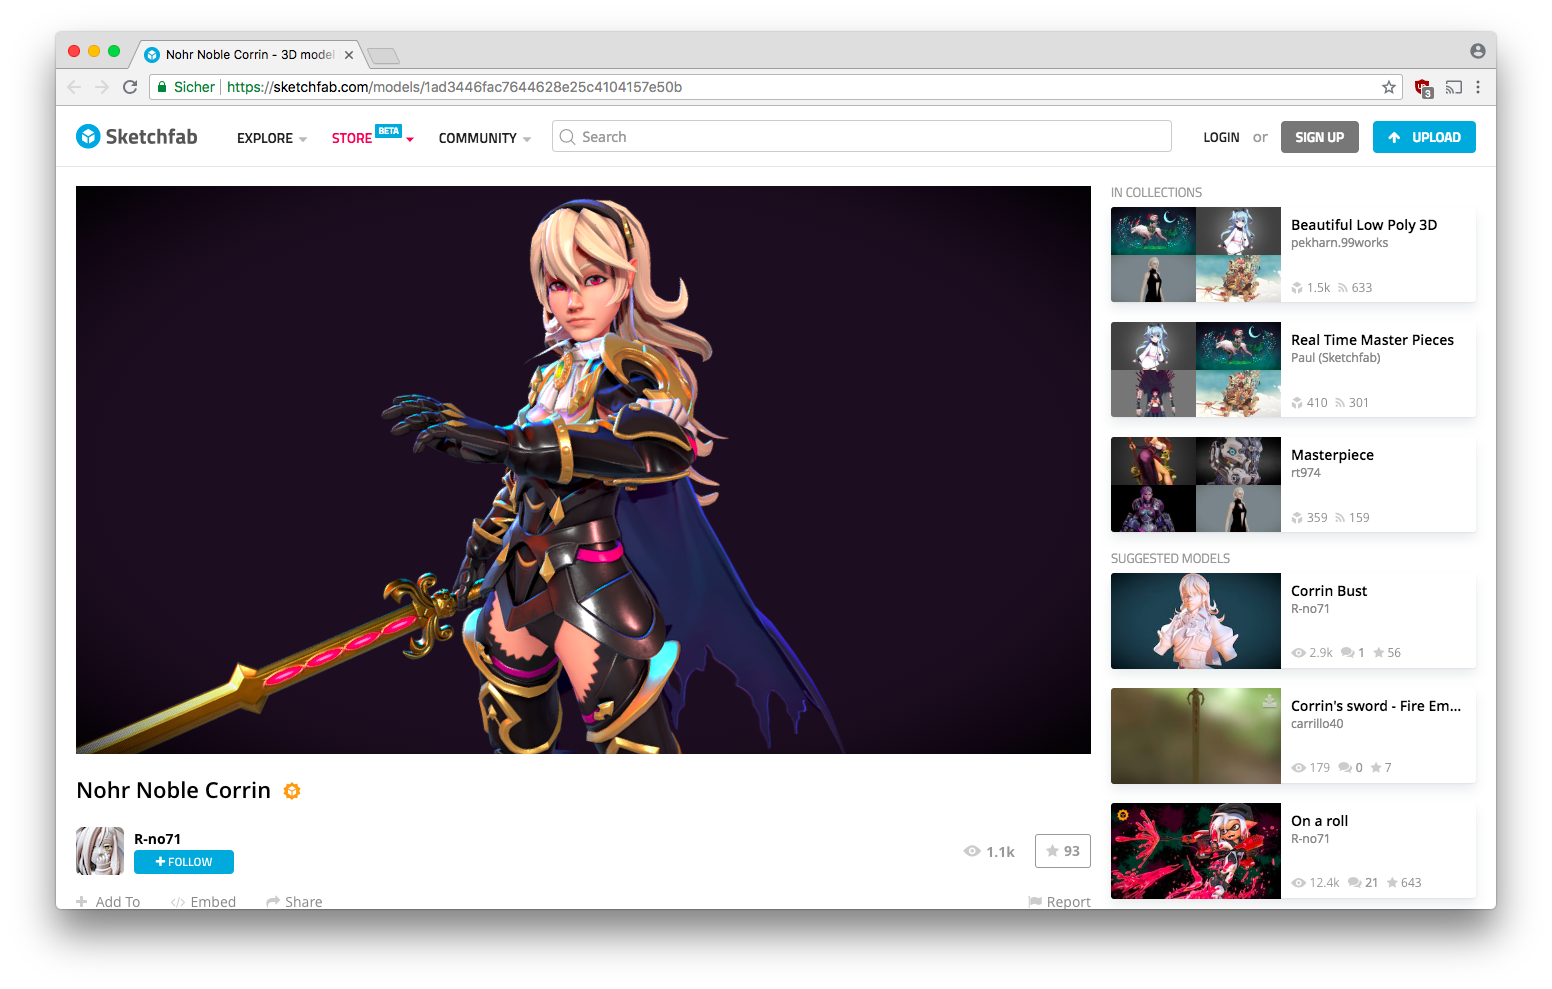 Nohr Noble Corrin - 3D model
Sicher
https://sketchfab.com/models/1ad3446fac7644628e25c4104157e50b
3
Sketchfab
EXPLORE
STORE BETA
COMMUNITY
Search
LOGIN or SIGN UP
UPLOAD
IN COLLECTIONS
Beautiful Low Poly 3D
pekharn.99works
1.5k 633
Real Time Master Pieces
Paul (Sketchfab)
410 301
Masterpiece
rt974
359 159
SUGGESTED MODELS
Corrin Bust
R-no71
2.9k 1 56
Corrin's sword - Fire Em...
carrillo40
179 0 7
On a roll
R-no71
12.4k 21 643
Nohr Noble Corrin
R-no71
+ FOLLOW
1.1k
93
Add To
Embed
Share
Report